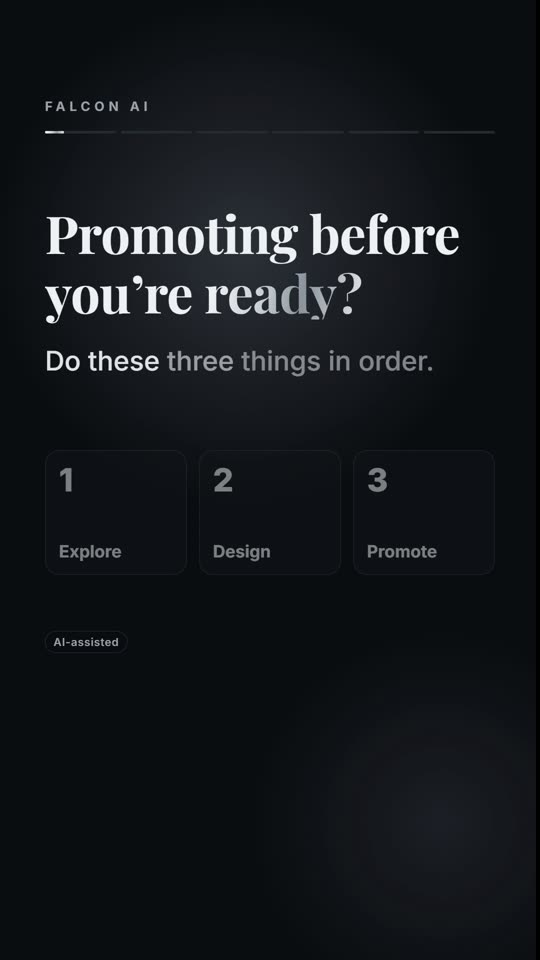 FALCON AI
Promoting before
you’re ready?
Do these three things in order.
1
Explore
2
Design
3
Promote
AI-assisted